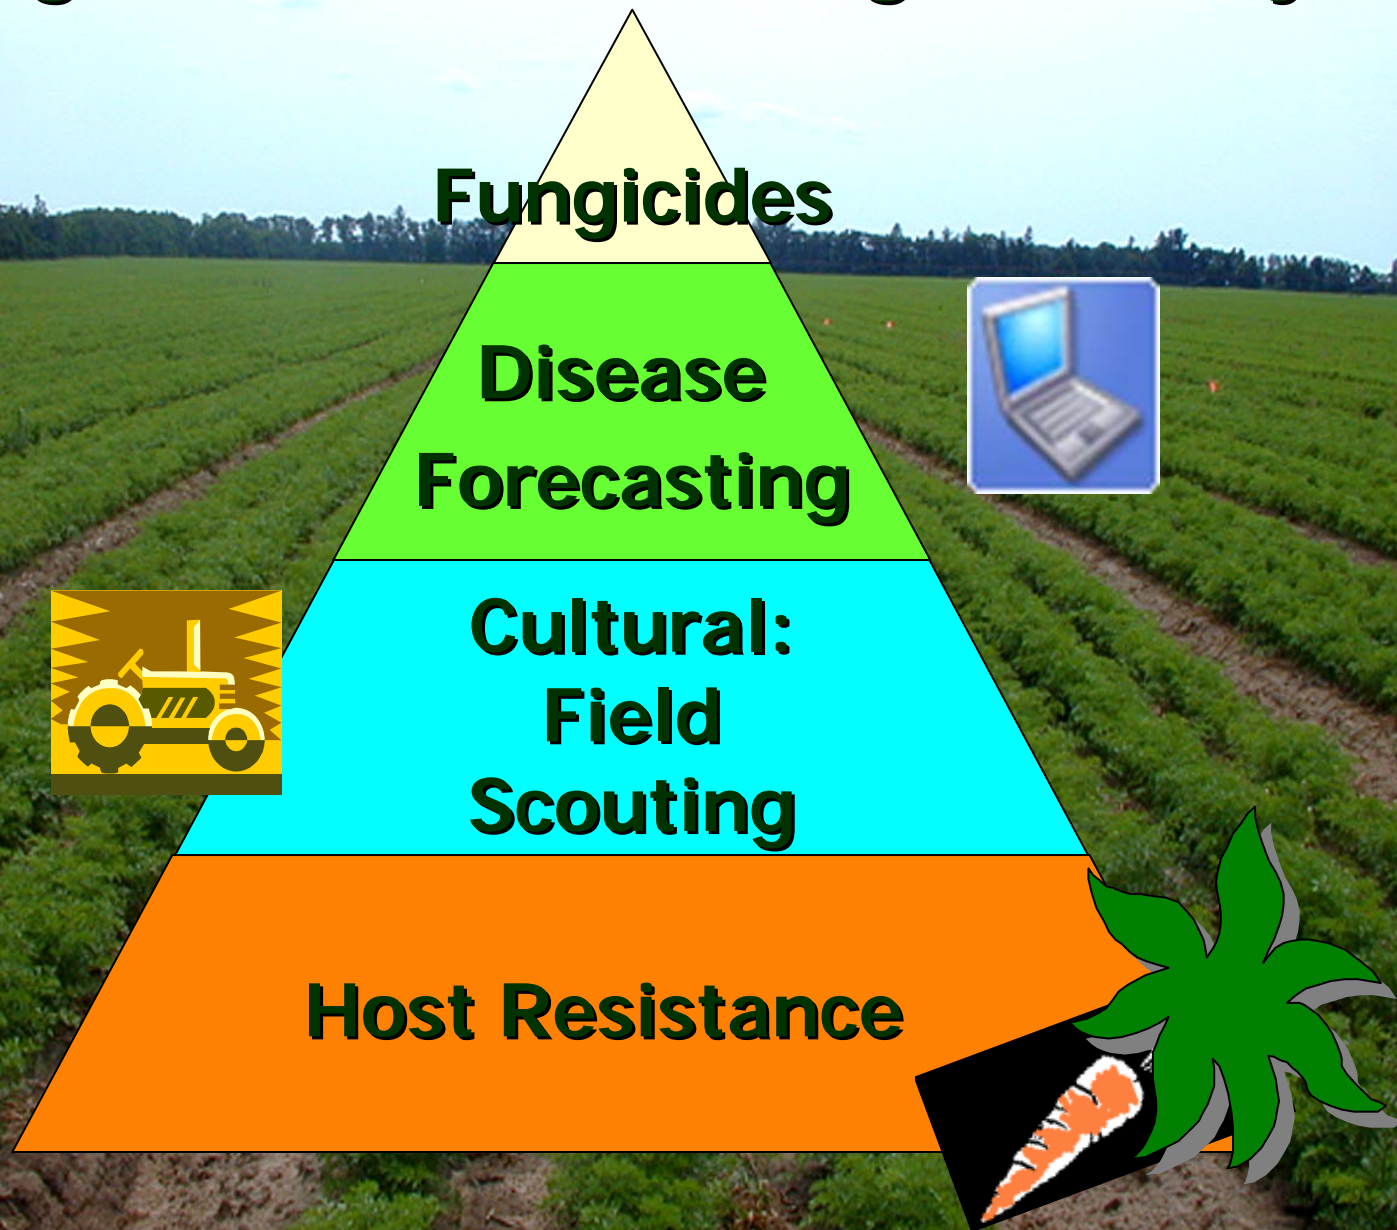 Fungicides
Disease
Forecasting
Cultural:
Field
Scouting
Host Resistance